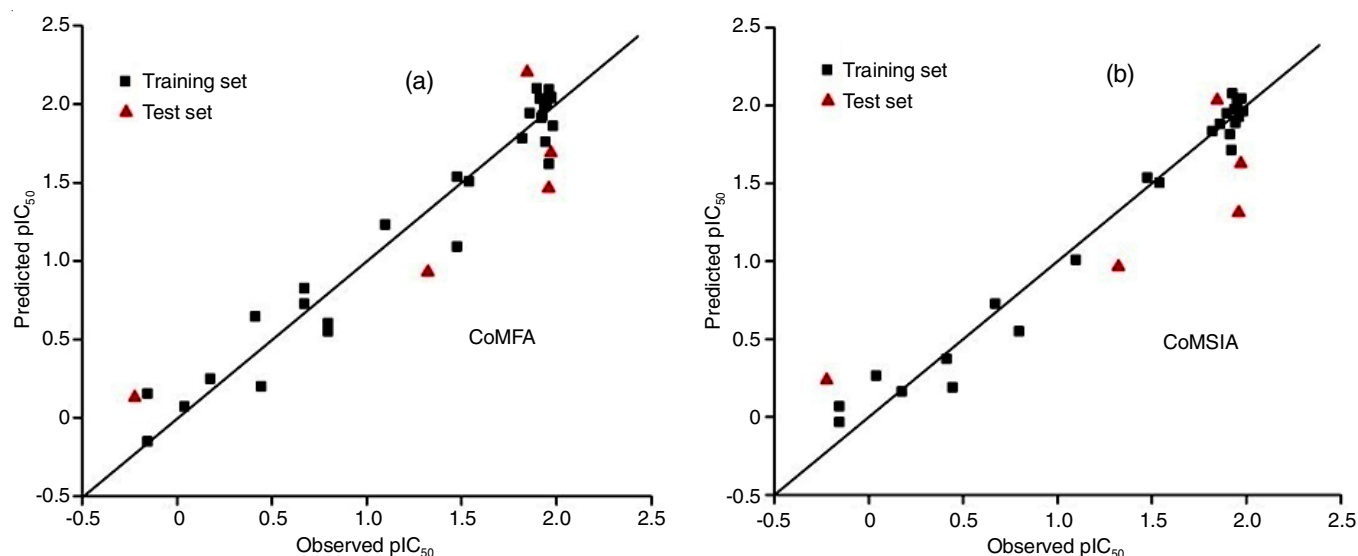 2.5
2.0
1.5
1.0
0.5
0
-0.5
Predicted pIC50
Training set
Test set
(a)
CoMFA
-0.5 0 0.5 1.0 1.5 2.0 2.5
Observed pIC50
2.5
2.0
1.5
1.0
0.5
0
-0.5
Predicted pIC50
Training set
Test set
(b)
CoMSIA
-0.5 0 0.5 1.0 1.5 2.0 2.5
Observed pIC50